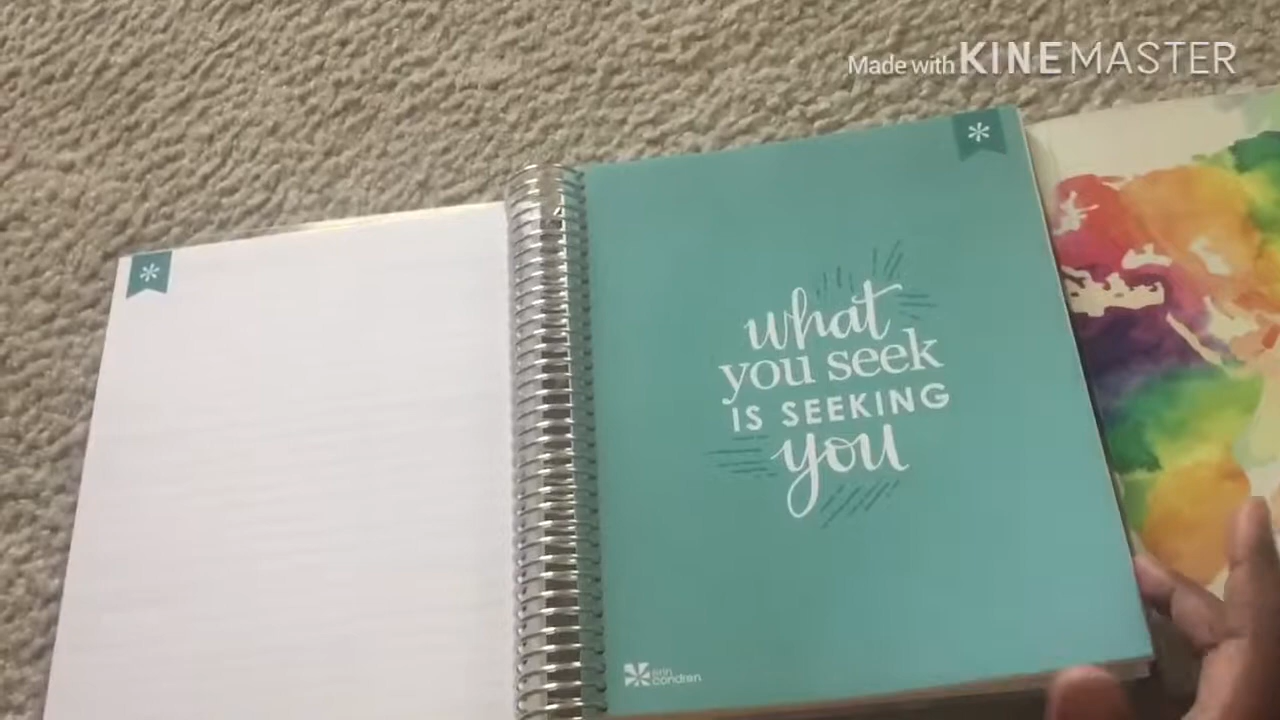 Made with KINEMASTER
what
you seek
IS SEEKING
you
erin
condren